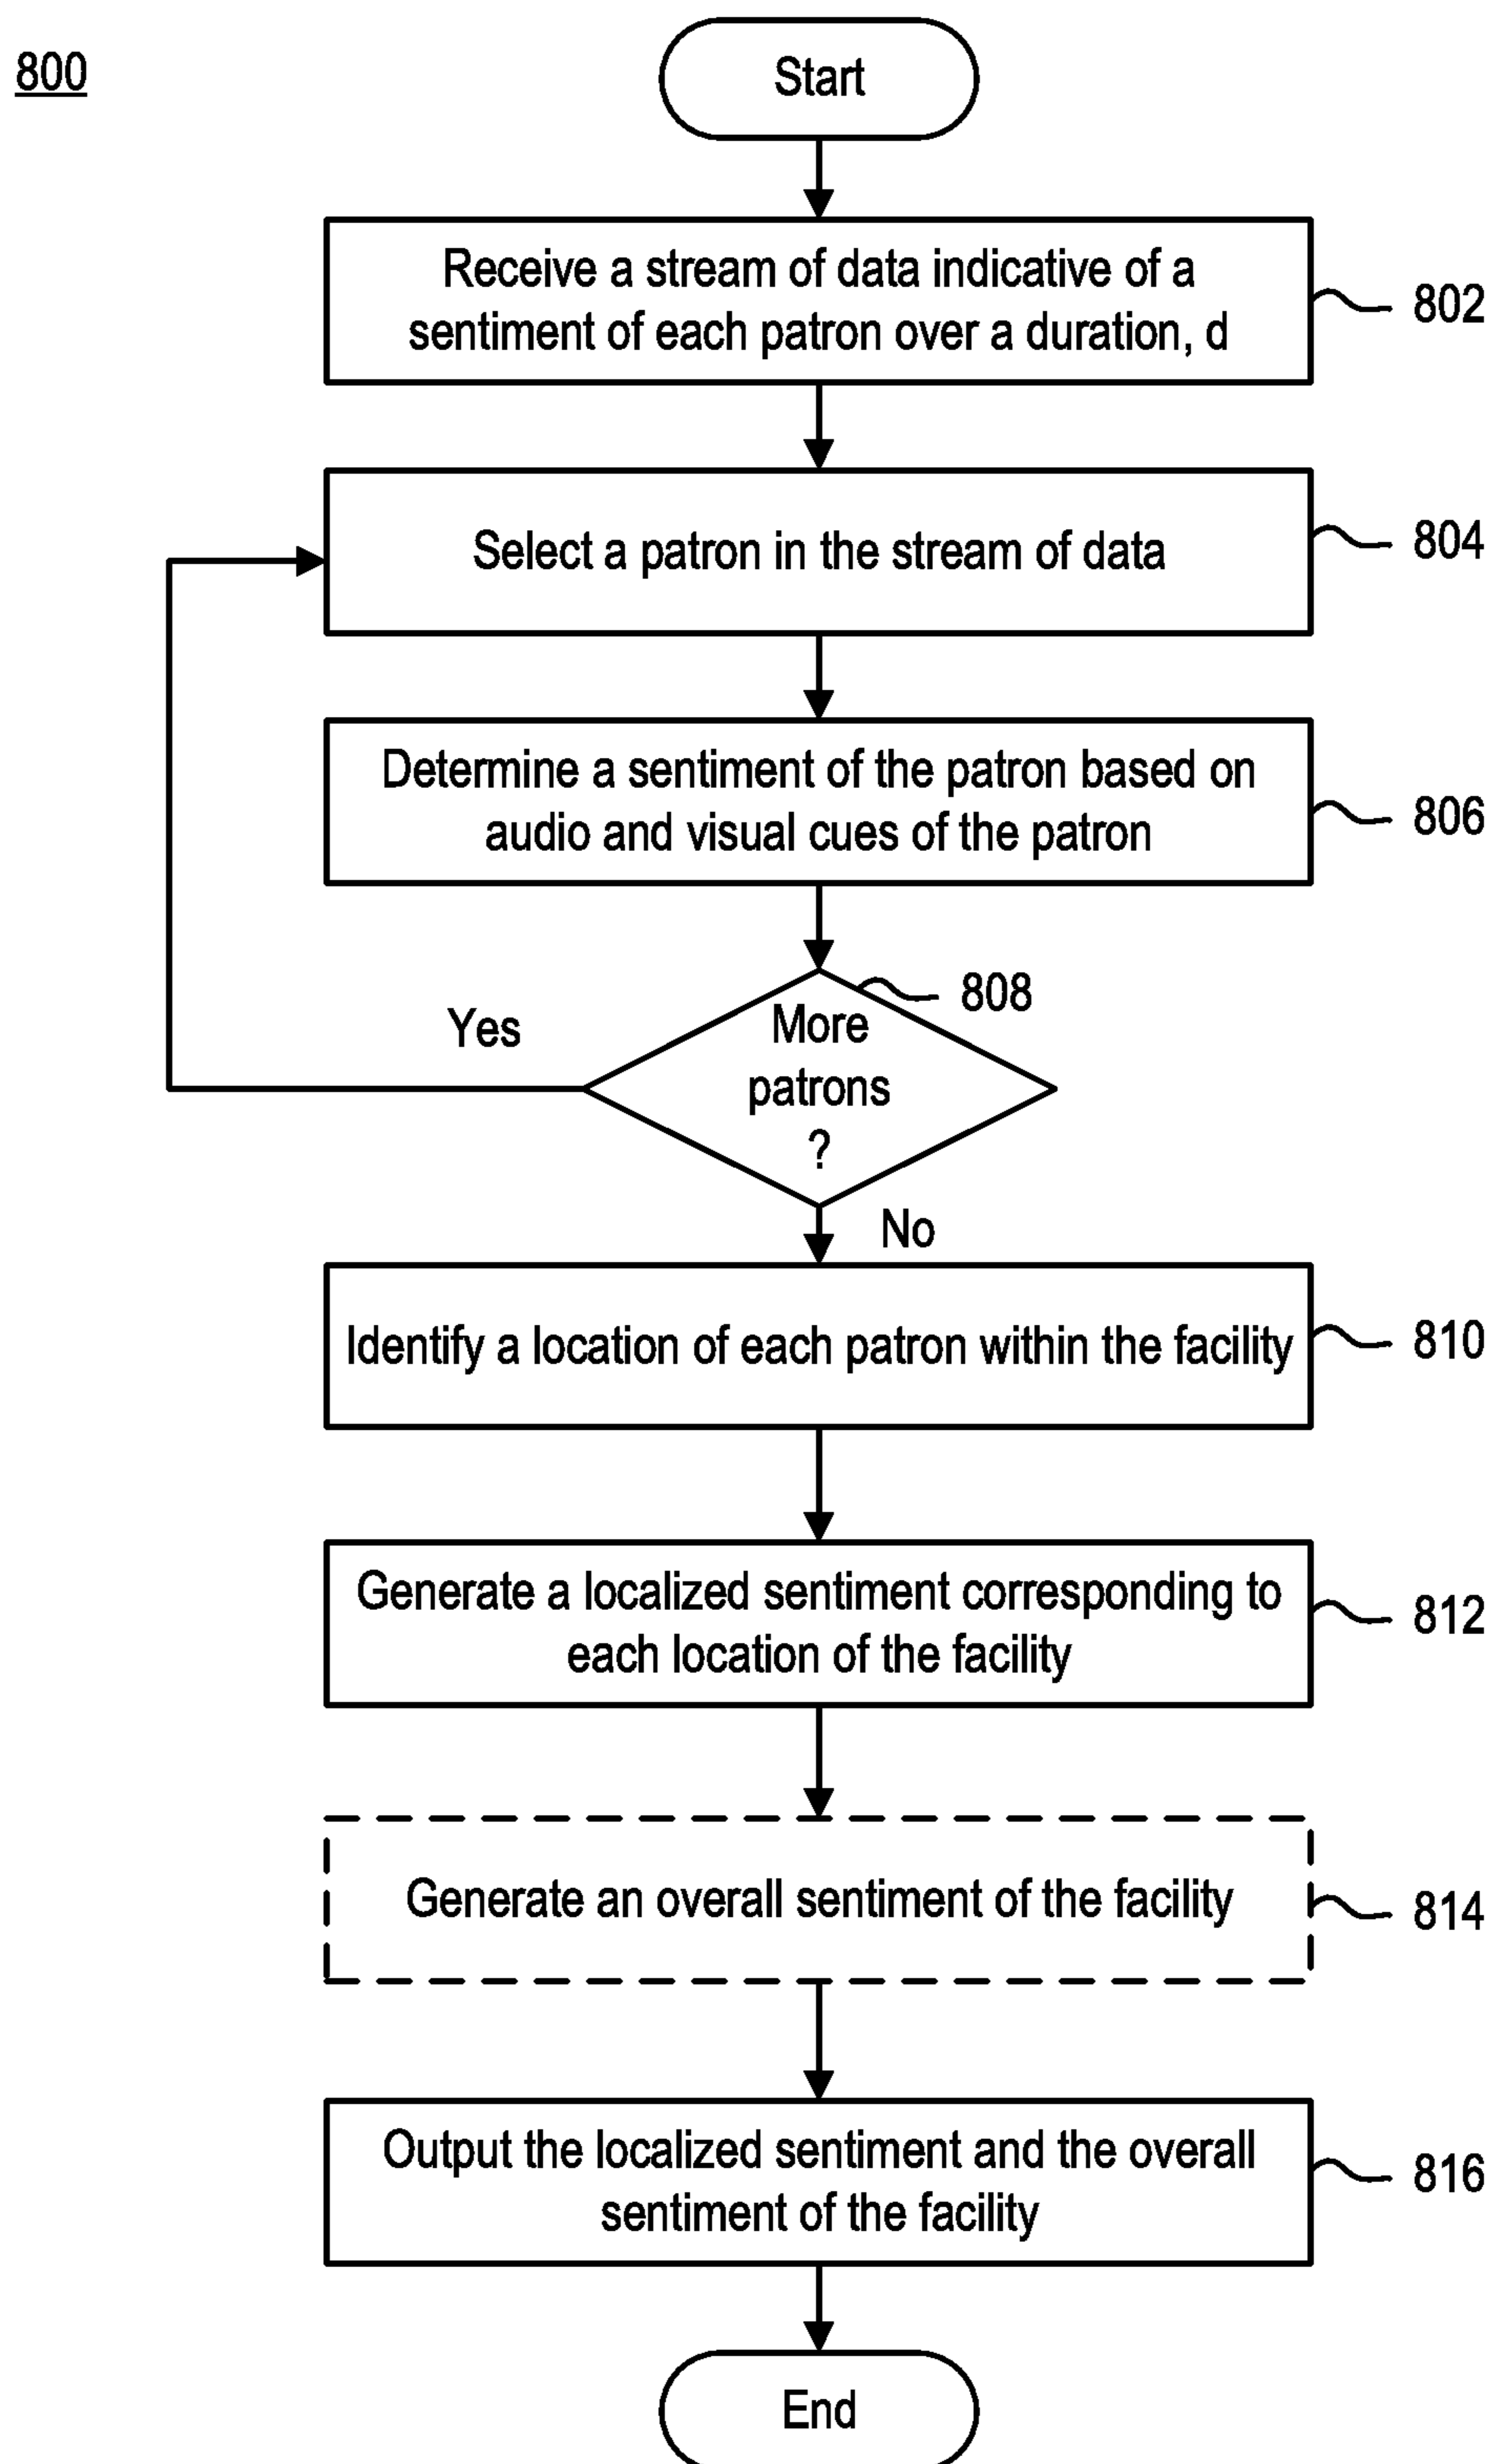 800
Start
Receive a stream of data indicative of a
sentiment of each patron over a duration, d
802
Select a patron in the stream of data
804
Determine a sentiment of the patron based on
audio and visual cues of the patron
806
808
More
patrons
?
Yes
No
Identify a location of each patron within the facility
810
Generate a localized sentiment corresponding to
each location of the facility
812
Generate an overall sentiment of the facility
814
Output the localized sentiment and the overall
sentiment of the facility
816
End